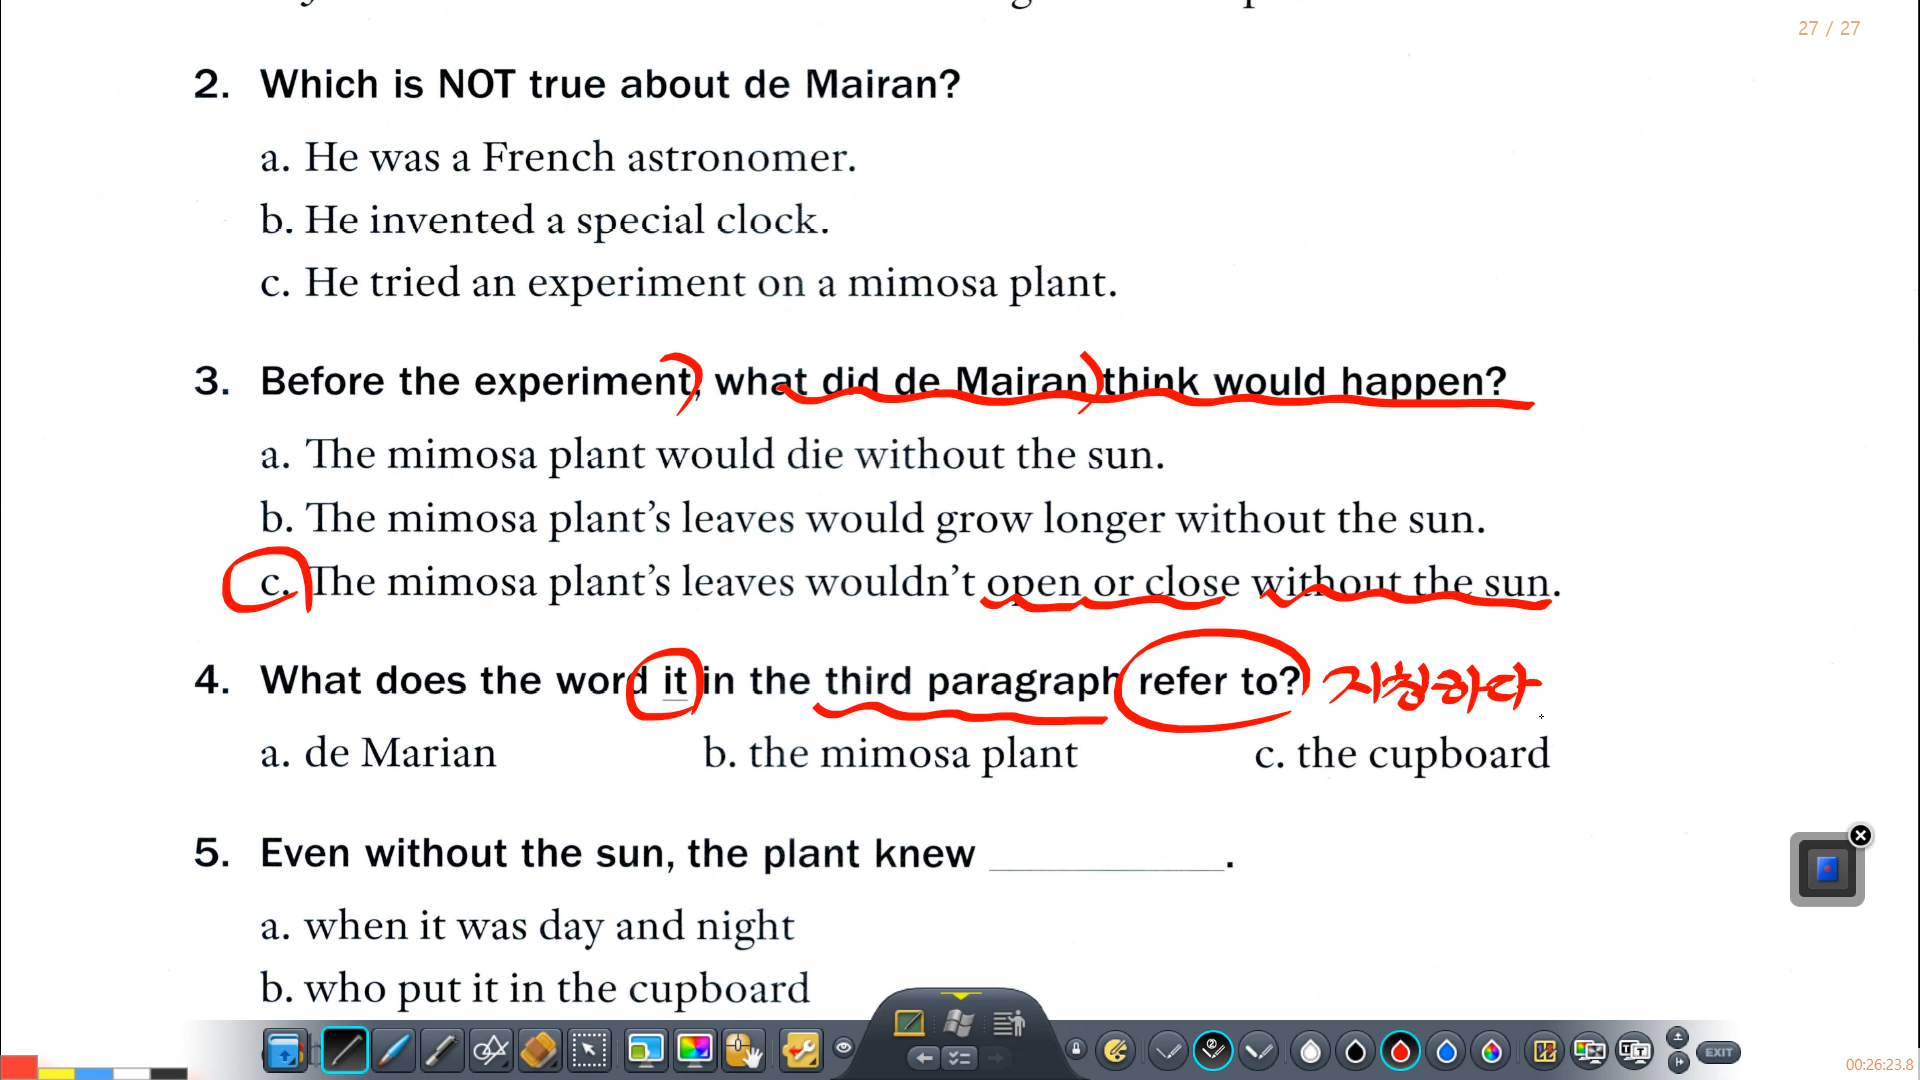 27 / 27
2. Which is NOT true about de Mairan?
a. He was a French astronomer.
b. He invented a special clock.
c. He tried an experiment on a mimosa plant.
3. Before the experiment, what did de Mairan think would happen?
a. The mimosa plant would die without the sun.
b. The mimosa plant's leaves would grow longer without the sun.
c. The mimosa plant's leaves wouldn't open or close without the sun.
4. What does the word it in the third paragraph refer to? 지칭하다
a. de Marian b. the mimosa plant c. the cupboard
5. Even without the sun, the plant knew ____________.
a. when it was day and night
b. who put it in the cupboard
EXIT
00:26:23.8